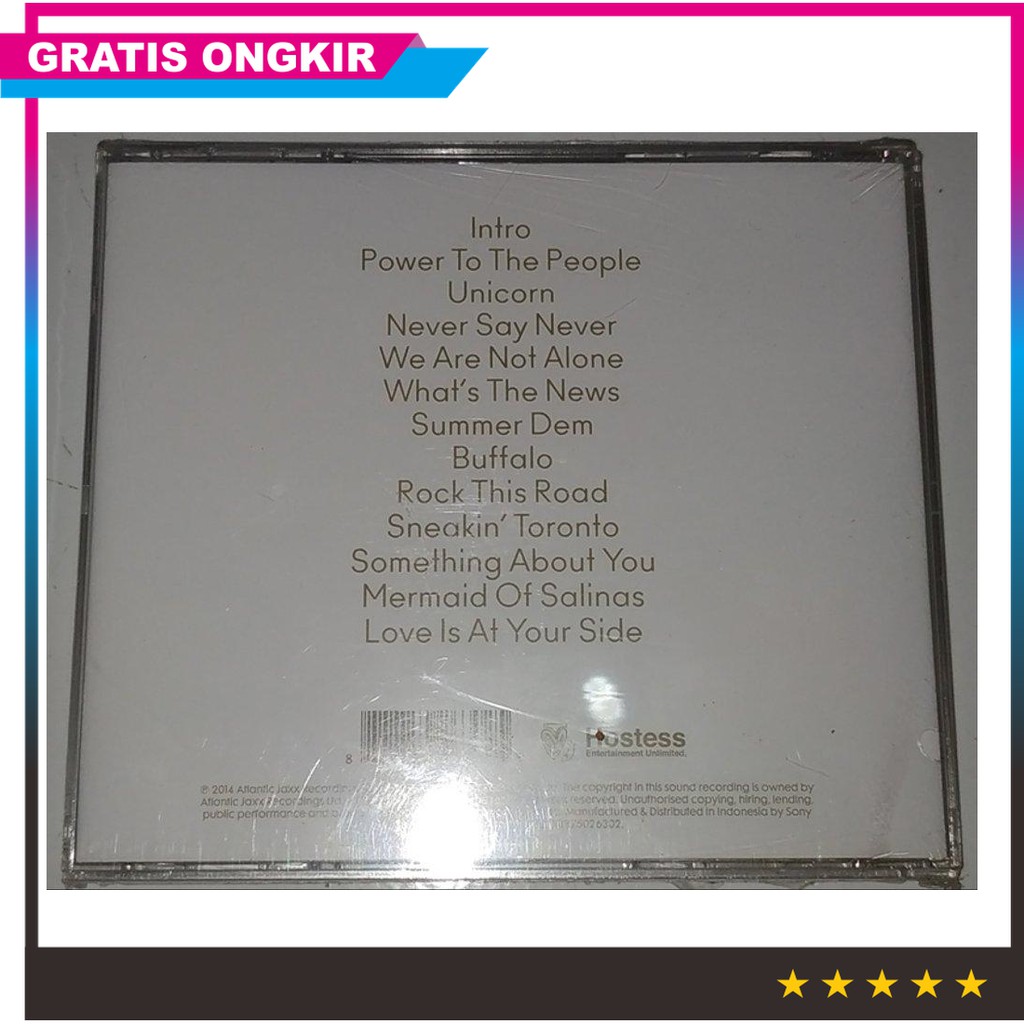 GRATIS ONGKIR
Intro
Power To The People
Unicorn
Never Say Never
We Are Not Alone
What's The News
Summer Dem
Buffalo
Rock This Road
Sneakin' Toronto
Something About You
Mermaid Of Salinas
Love Is At Your Side
8
Hostess
Entertainment Unlimited.
℗ 2014 Atlantic Jaxx Recordings The copyright in this sound recording is owned by
Atlantic Jaxx Recordings Ltd reserved. Unauthorised copying, hiring, lending,
public performance and Manufactured & Distributed in Indonesia by Sony